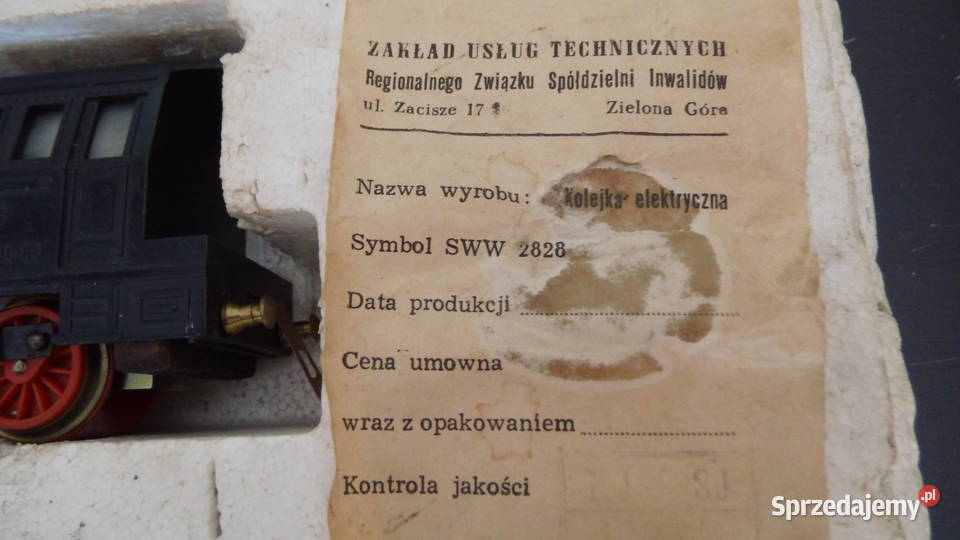 ZAKŁAD USŁUG TECHNICZNYCH
Regionalnego Związku Spółdzielni Inwalidów
ul. Zacisze 17 Zielona Góra
Nazwa wyrobu: Kolejka elektryczna
Symbol SWW 2828
Data produkcji
Cena umowna
wraz z opakowaniem
Kontrola jakości
Sprzedajemy.pl